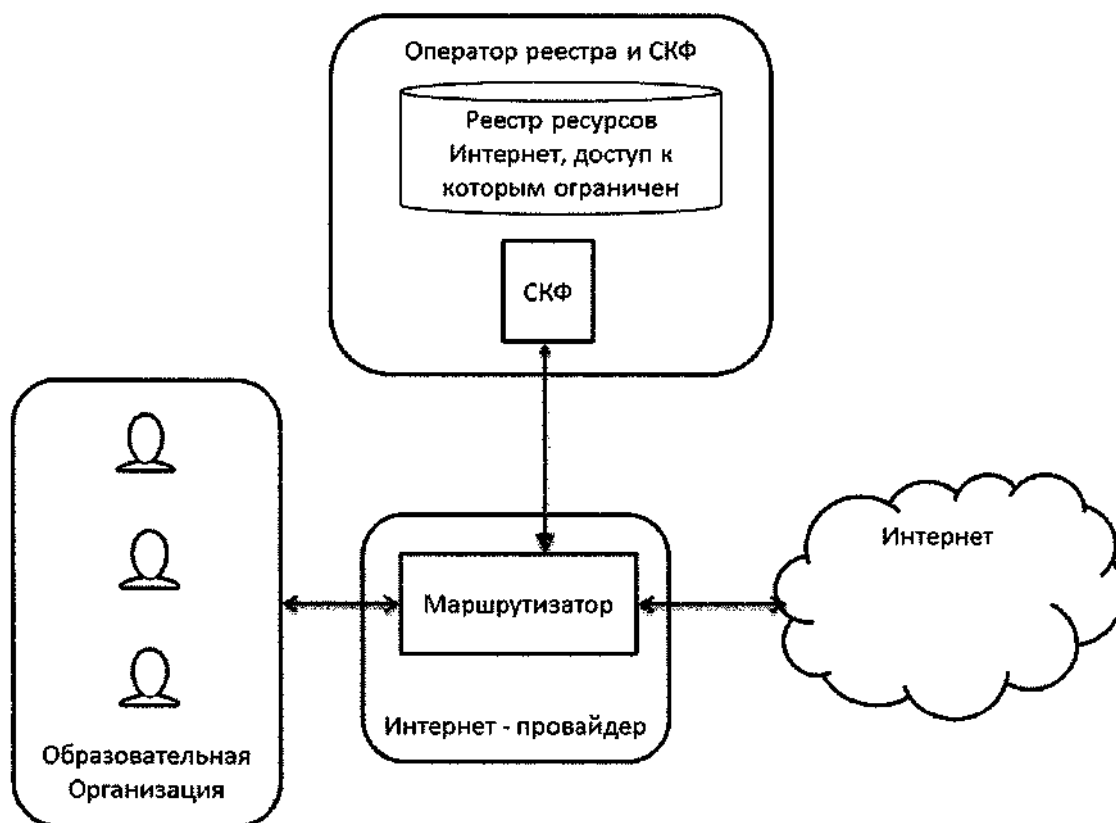 Оператор реестра и СКФ
Реестр ресурсов
Интернет, доступ к
которым ограничен
СКФ
Интернет
Маршрутизатор
Интернет - провайдер
Образовательная
Организация